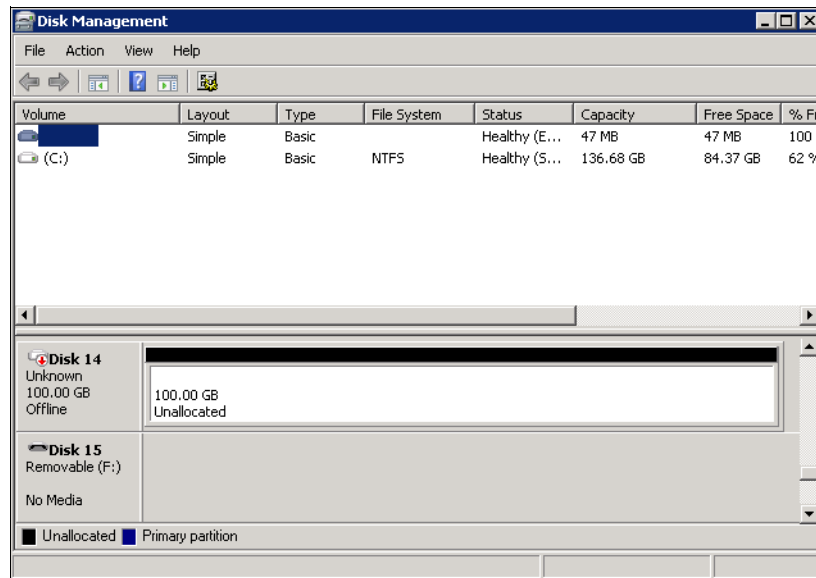 Disk Management
File Action View Help
Volume Layout Type File System Status Capacity Free Space % F
Simple Basic Healthy (E... 47 MB 47 MB 100
(C:) Simple Basic NTFS Healthy (S... 136.68 GB 84.37 GB 62 %
Disk 14
Unknown
100.00 GB
Offline
100.00 GB
Unallocated
Disk 15
Removable (F:)
No Media
Unallocated Primary partition